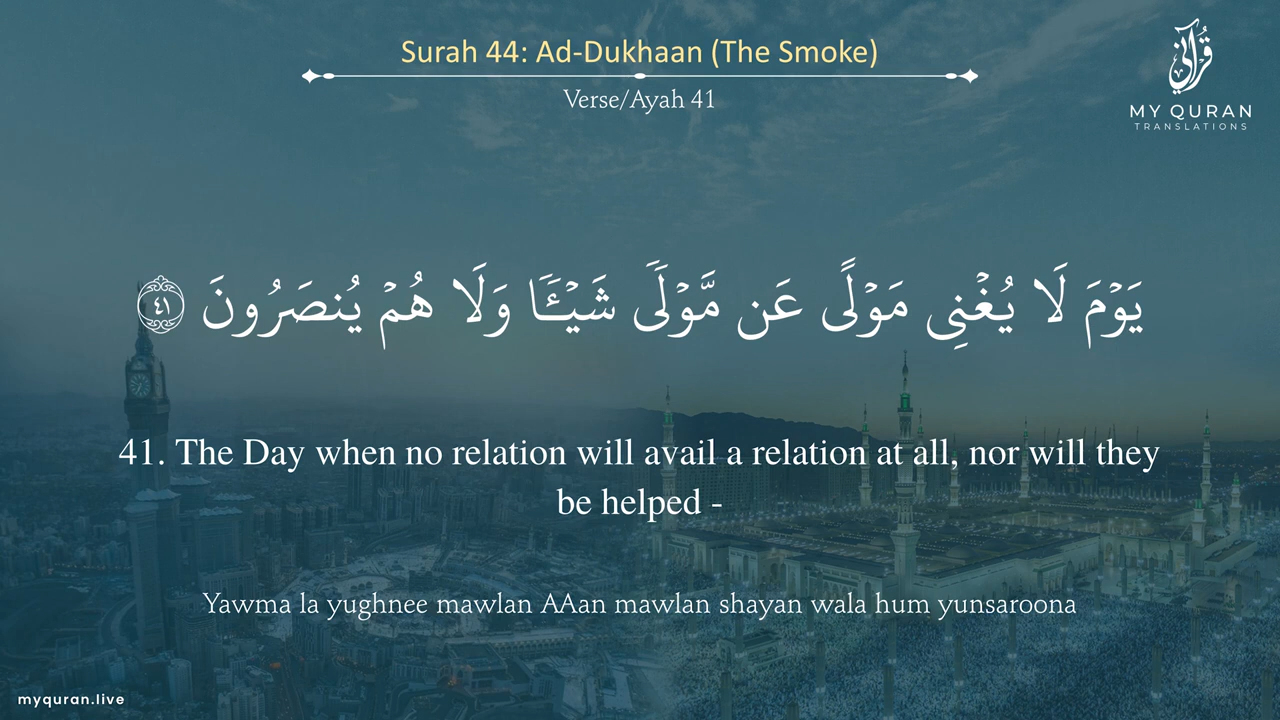 Surah 44: Ad-Dukhaan (The Smoke)
Verse/Ayah 41
قرآني
MY QURAN
TRANSLATIONS
يَوۡمَ لَا يُغۡنِي مَوۡلًى عَن مَّوۡلَىٰ شَيۡـَٔٗا وَلَا هُمۡ يُنصَرُونَ ٤١
41. The Day when no relation will avail a relation at all, nor will they
be helped -
Yawma la yughnee mawlan AAan mawlan shayan wala hum yunsaroona
myquran.live